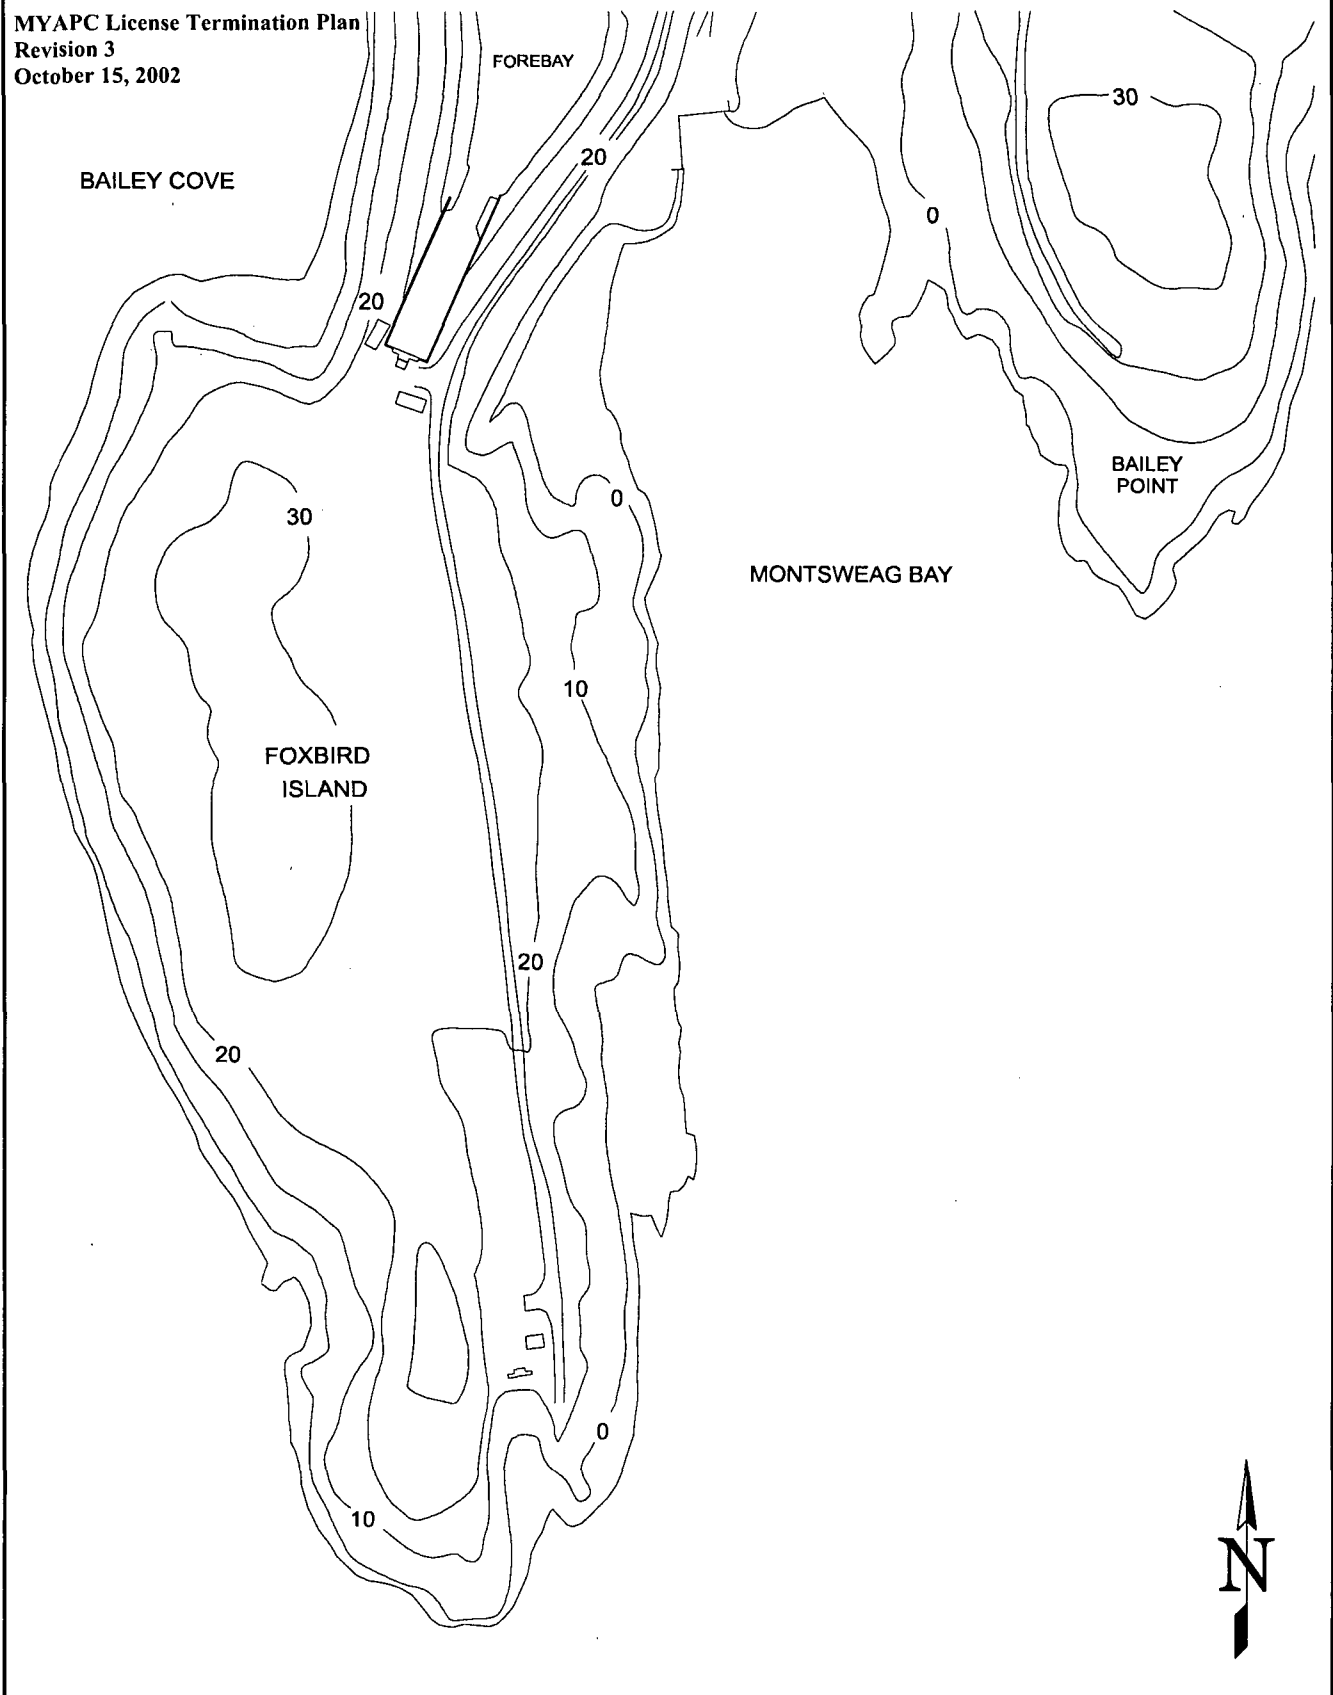 MYAPC License Termination Plan
Revision 3
October 15, 2002
FOREBAY
30
20
BAILEY COVE
0
20
BAILEY
POINT
0
30
MONTSWEAG BAY
10
FOXBIRD
ISLAND
20
20
0
10
N